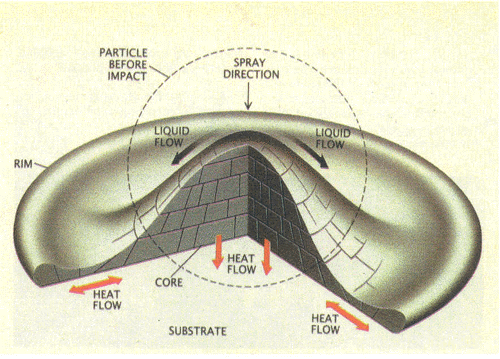 PARTICLE
BEFORE
IMPACT
SPRAY
DIRECTION
LIQUID
FLOW
LIQUID
FLOW
RIM
HEAT
FLOW
CORE
HEAT
FLOW
HEAT
FLOW
SUBSTRATE